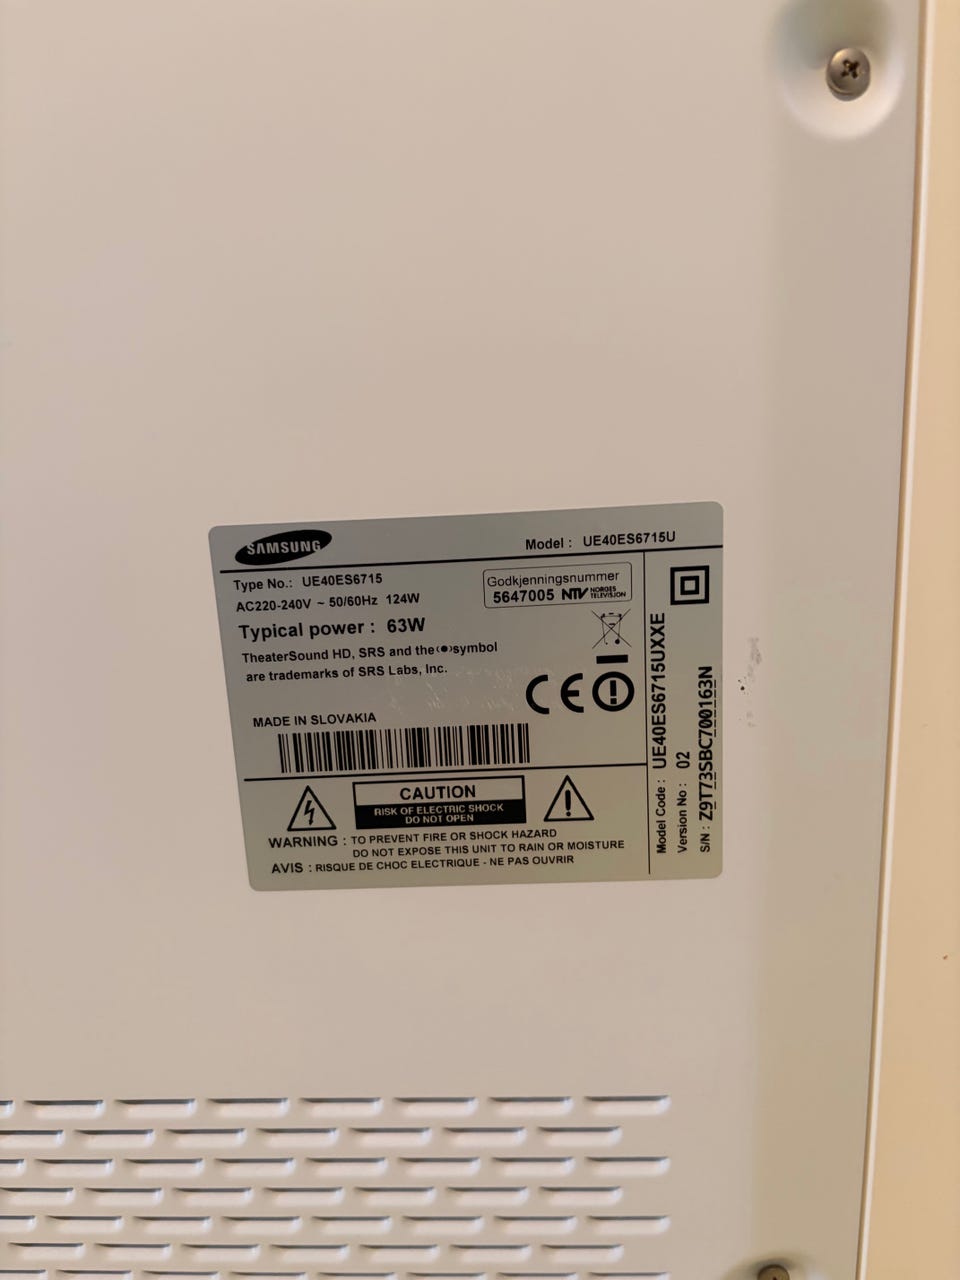 SAMSUNG
Model : UE40ES6715U
Type No.: UE40ES6715
AC220-240V ~ 50/60Hz 124W
Typical power : 63W
Godkjenningsnummer
5647005 NTV NORGES TELEVISJON
TheaterSound HD, SRS and the symbol
are trademarks of SRS Labs, Inc.
CE
MADE IN SLOVAKIA
CAUTION
RISK OF ELECTRIC SHOCK
DO NOT OPEN
WARNING : TO PREVENT FIRE OR SHOCK HAZARD
DO NOT EXPOSE THIS UNIT TO RAIN OR MOISTURE
AVIS : RISQUE DE CHOC ELECTRIQUE - NE PAS OUVRIR
Model Code : UE40ES6715UXXE
Version No : 02
S/N : Z9T73SBC700163N